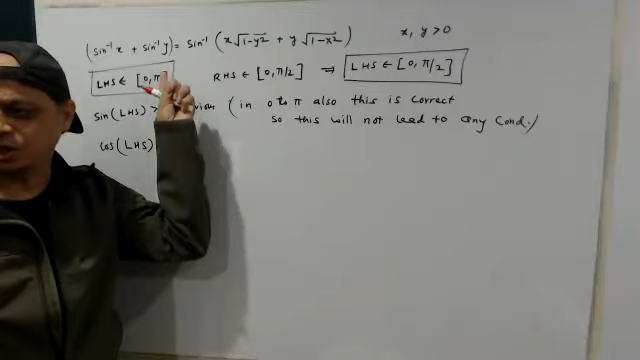 (sin⁻¹x + sin⁻¹y) = sin⁻¹(x√1-y² + y√1-x²) x, y > 0
LHS ∈ [0, π] RHS ∈ [0, π/2] ⇒ LHS ∈ [0, π/2]
sin(LHS) > (in 0 to π also this is correct
so this will not lead to any Cond.)
cos(LHS)